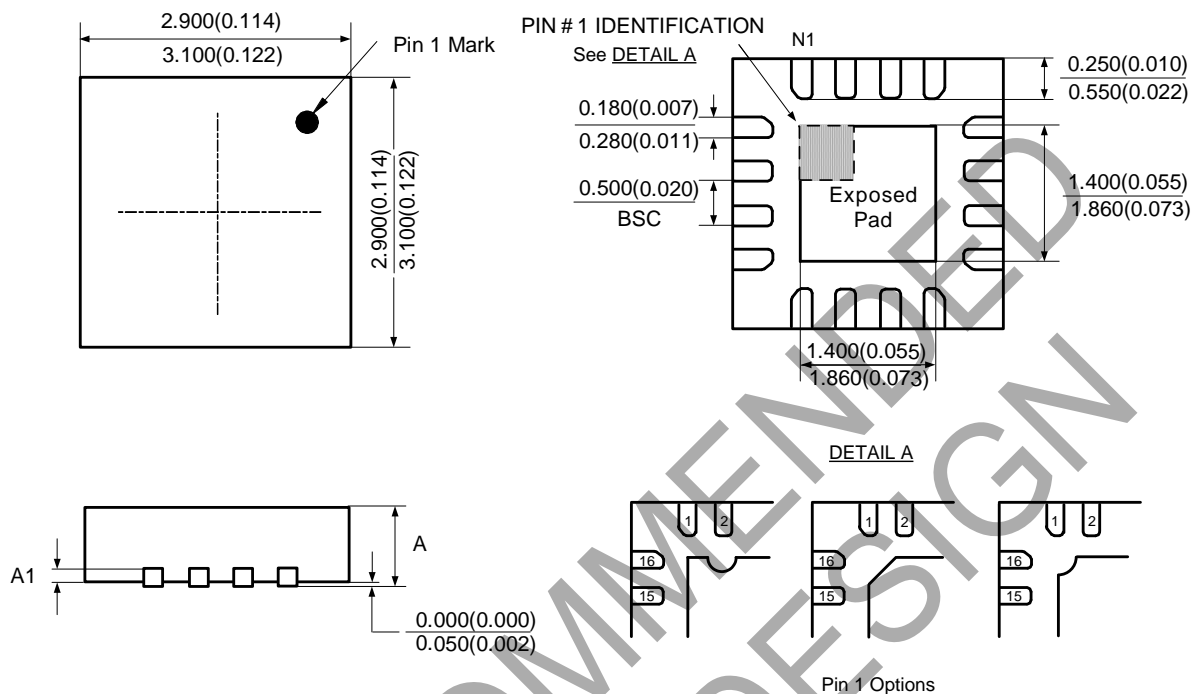 2.900(0.114)
3.100(0.122)
Pin 1 Mark
2.900(0.114)
3.100(0.122)
PIN # 1 IDENTIFICATION
See DETAIL A
N1
0.250(0.010)
0.550(0.022)
0.180(0.007)
0.280(0.011)
0.500(0.020)
BSC
Exposed
Pad
1.400(0.055)
1.860(0.073)
1.400(0.055)
1.860(0.073)
A1
A
0.000(0.000)
0.050(0.002)
DETAIL A
1
2
16
15
1
2
16
15
1
2
16
15
Pin 1 Options
OMMENDED
DESIGN